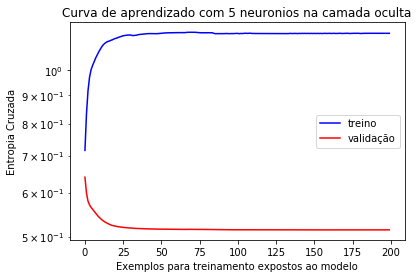 Curva de aprendizado com 5 neuronios na camada oculta
Entropia Cruzada
10⁰
9 × 10⁻¹
8 × 10⁻¹
7 × 10⁻¹
6 × 10⁻¹
5 × 10⁻¹
treino
validação
0 25 50 75 100 125 150 175 200
Exemplos para treinamento expostos ao modelo